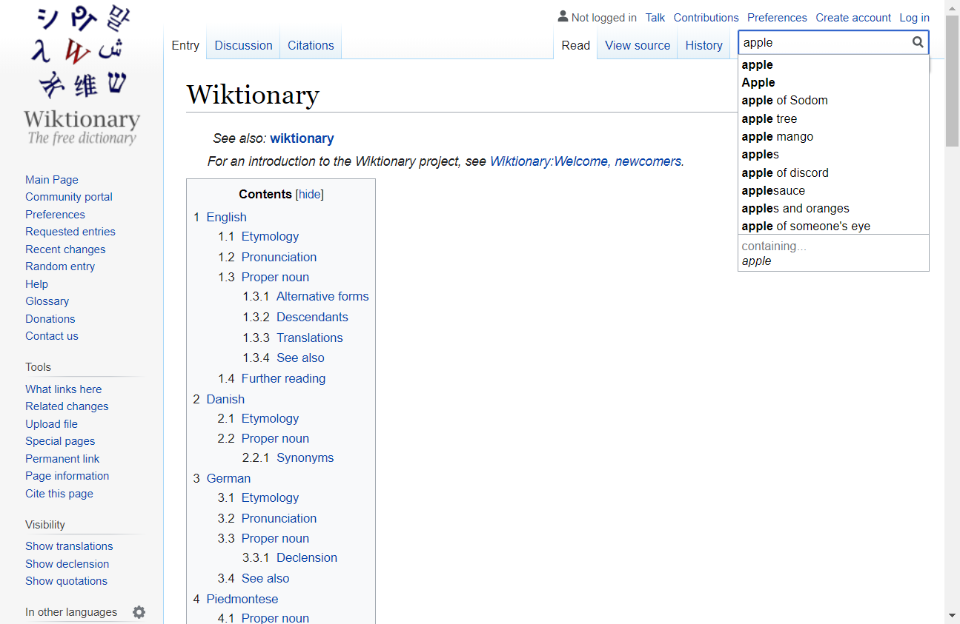 シ ウィ 말
λ W ش
维 ש
Wiktionary
The free dictionary
Main Page
Community portal
Preferences
Requested entries
Recent changes
Random entry
Help
Glossary
Donations
Contact us
Tools
What links here
Related changes
Upload file
Special pages
Permanent link
Page information
Cite this page
Visibility
Show translations
Show declension
Show quotations
In other languages
Not logged in Talk Contributions Preferences Create account Log in
Entry Discussion Citations Read View source History
apple
apple
Apple
apple of Sodom
apple tree
apple mango
apples
apple of discord
applesauce
apples and oranges
apple of someone's eye
containing...
apple
Wiktionary
See also: wiktionary
For an introduction to the Wiktionary project, see Wiktionary:Welcome, newcomers.
Contents [hide]
1 English
1.1 Etymology
1.2 Pronunciation
1.3 Proper noun
1.3.1 Alternative forms
1.3.2 Descendants
1.3.3 Translations
1.3.4 See also
1.4 Further reading
2 Danish
2.1 Etymology
2.2 Proper noun
2.2.1 Synonyms
3 German
3.1 Etymology
3.2 Pronunciation
3.3 Proper noun
3.3.1 Declension
3.4 See also
4 Piedmontese
4.1 Proper noun